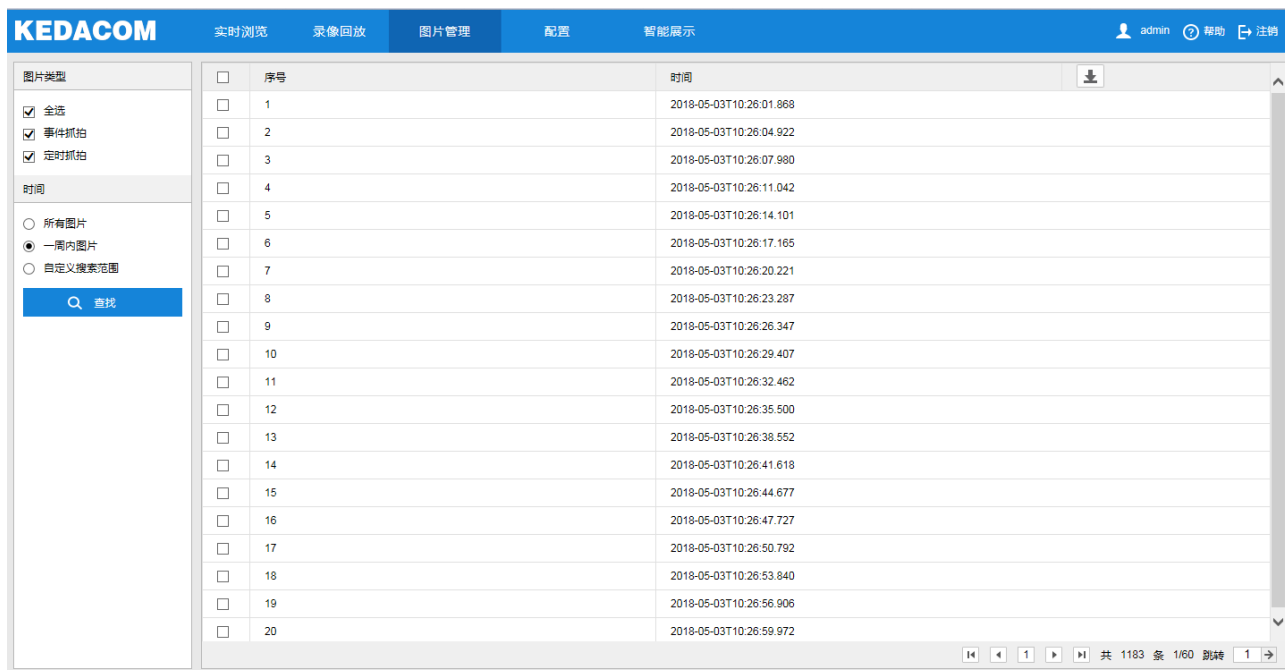 KEDACOM 实时浏览 录像回放 图片管理 配置 智能展示 admin 帮助 注销
图片类型
全选
事件抓拍
定时抓拍
时间
所有图片
一周内图片
自定义搜索范围
查找
序号 时间
1 2018-05-03T10:26:01.868
2 2018-05-03T10:26:04.922
3 2018-05-03T10:26:07.980
4 2018-05-03T10:26:11.042
5 2018-05-03T10:26:14.101
6 2018-05-03T10:26:17.165
7 2018-05-03T10:26:20.221
8 2018-05-03T10:26:23.287
9 2018-05-03T10:26:26.347
10 2018-05-03T10:26:29.407
11 2018-05-03T10:26:32.462
12 2018-05-03T10:26:35.500
13 2018-05-03T10:26:38.552
14 2018-05-03T10:26:41.618
15 2018-05-03T10:26:44.677
16 2018-05-03T10:26:47.727
17 2018-05-03T10:26:50.792
18 2018-05-03T10:26:53.840
19 2018-05-03T10:26:56.906
20 2018-05-03T10:26:59.972
1 共 1183 条 1/60 跳转 1